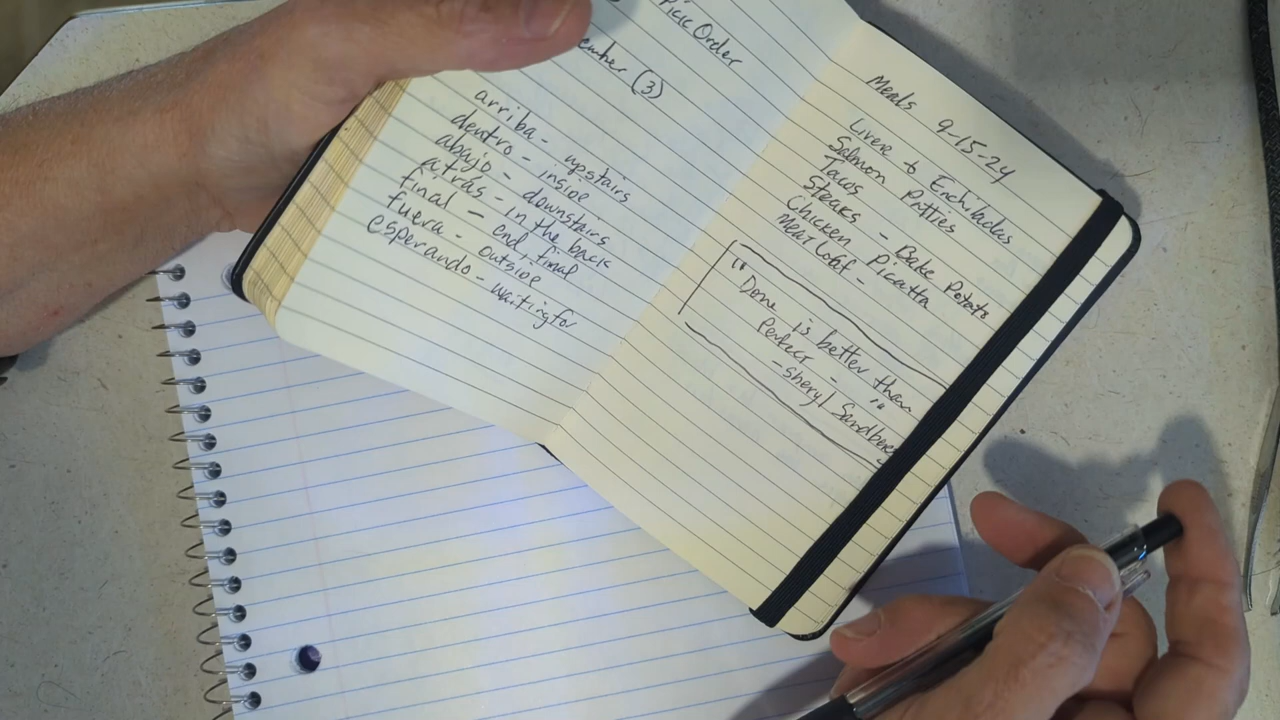 Order
(3)
arriba - upstairs
dentro - inside
abajo - downstairs
atras - in the back
final - end, final
fuera - outside
esperando - waiting for
Meals 9-15-24
Liver & Enchiladas
Salmon Patties
Tacos
Steaks - Bake Potato
Chicken Picatta
Meat Loaf -
"Done is better than
Perfect - "
- Sheryl Sandberg